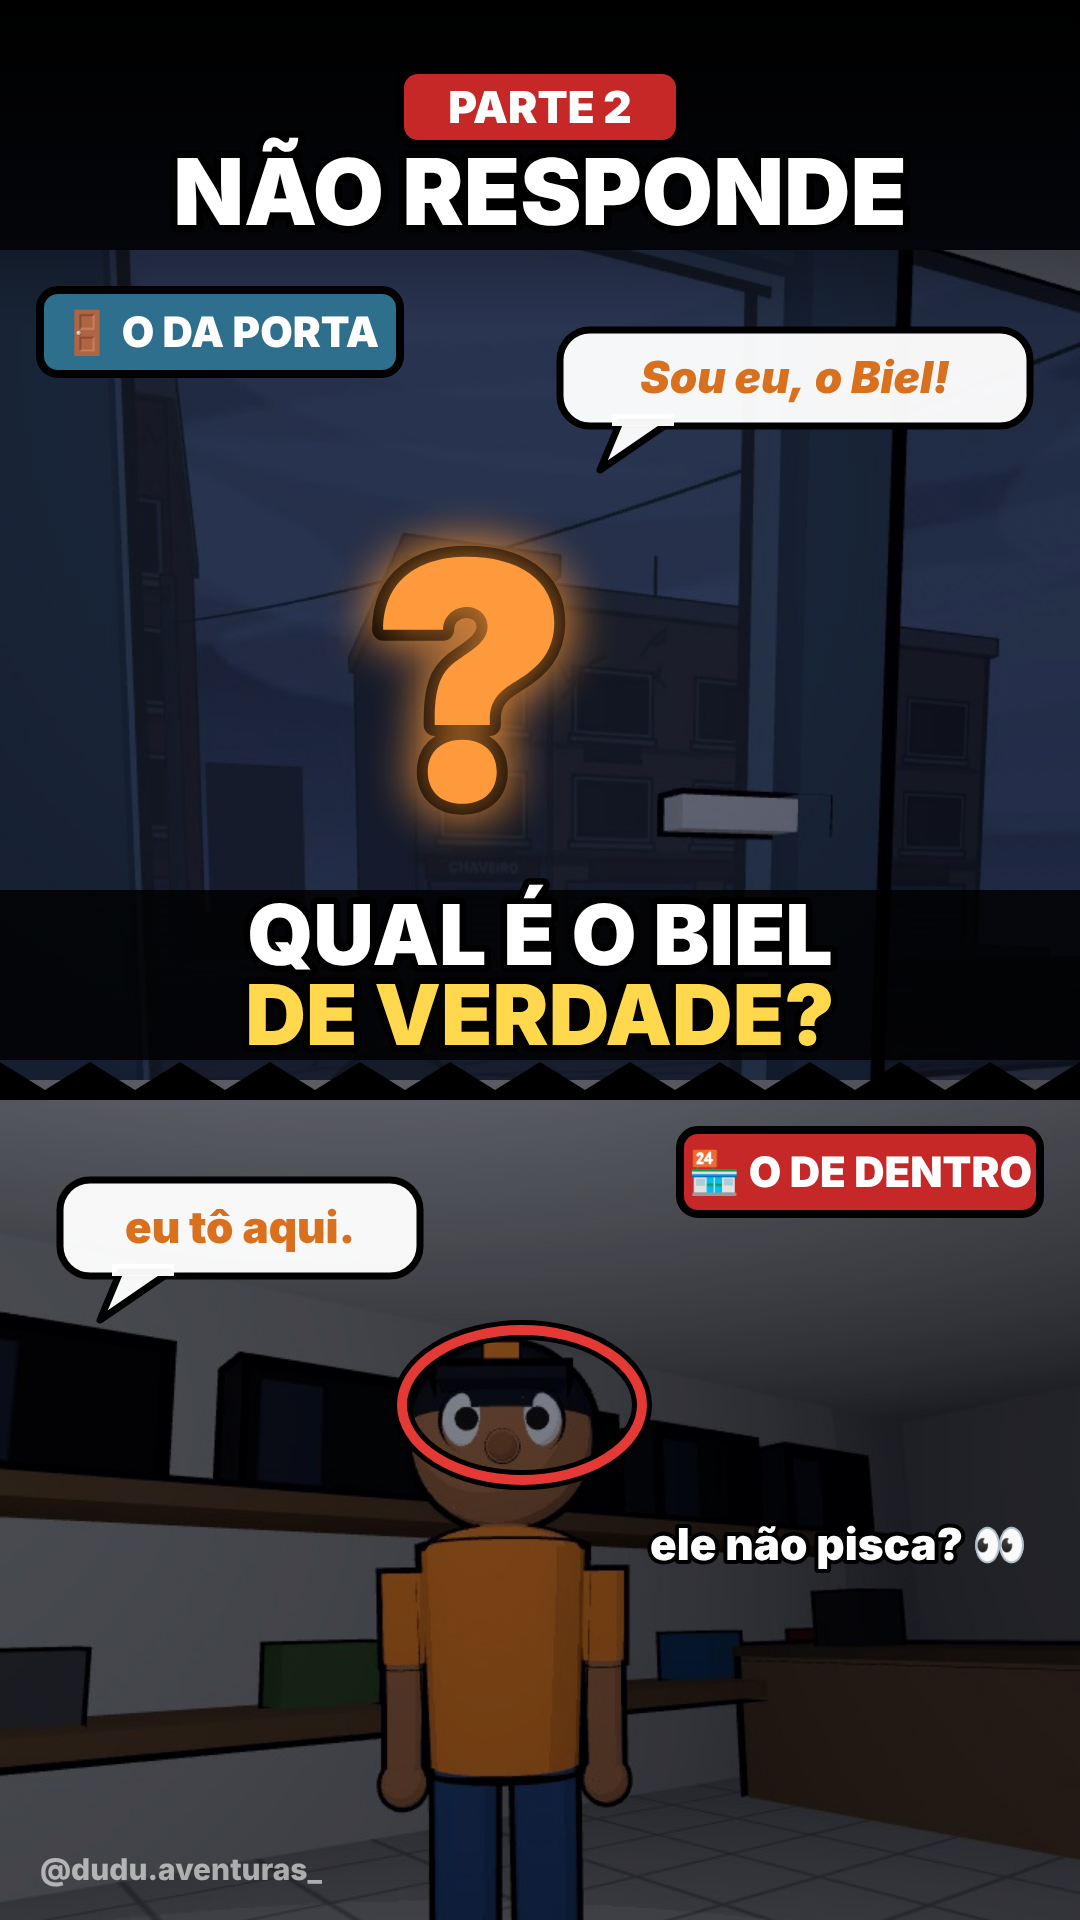 PARTE 2
NÃO RESPONDE
🚪 O DA PORTA
Sou eu, o Biel!
?
CHAVEIRO
QUAL É O BIEL
DE VERDADE?
🏪 O DE DENTRO
eu tô aqui.
ele não pisca? 👀
@dudu.aventuras_